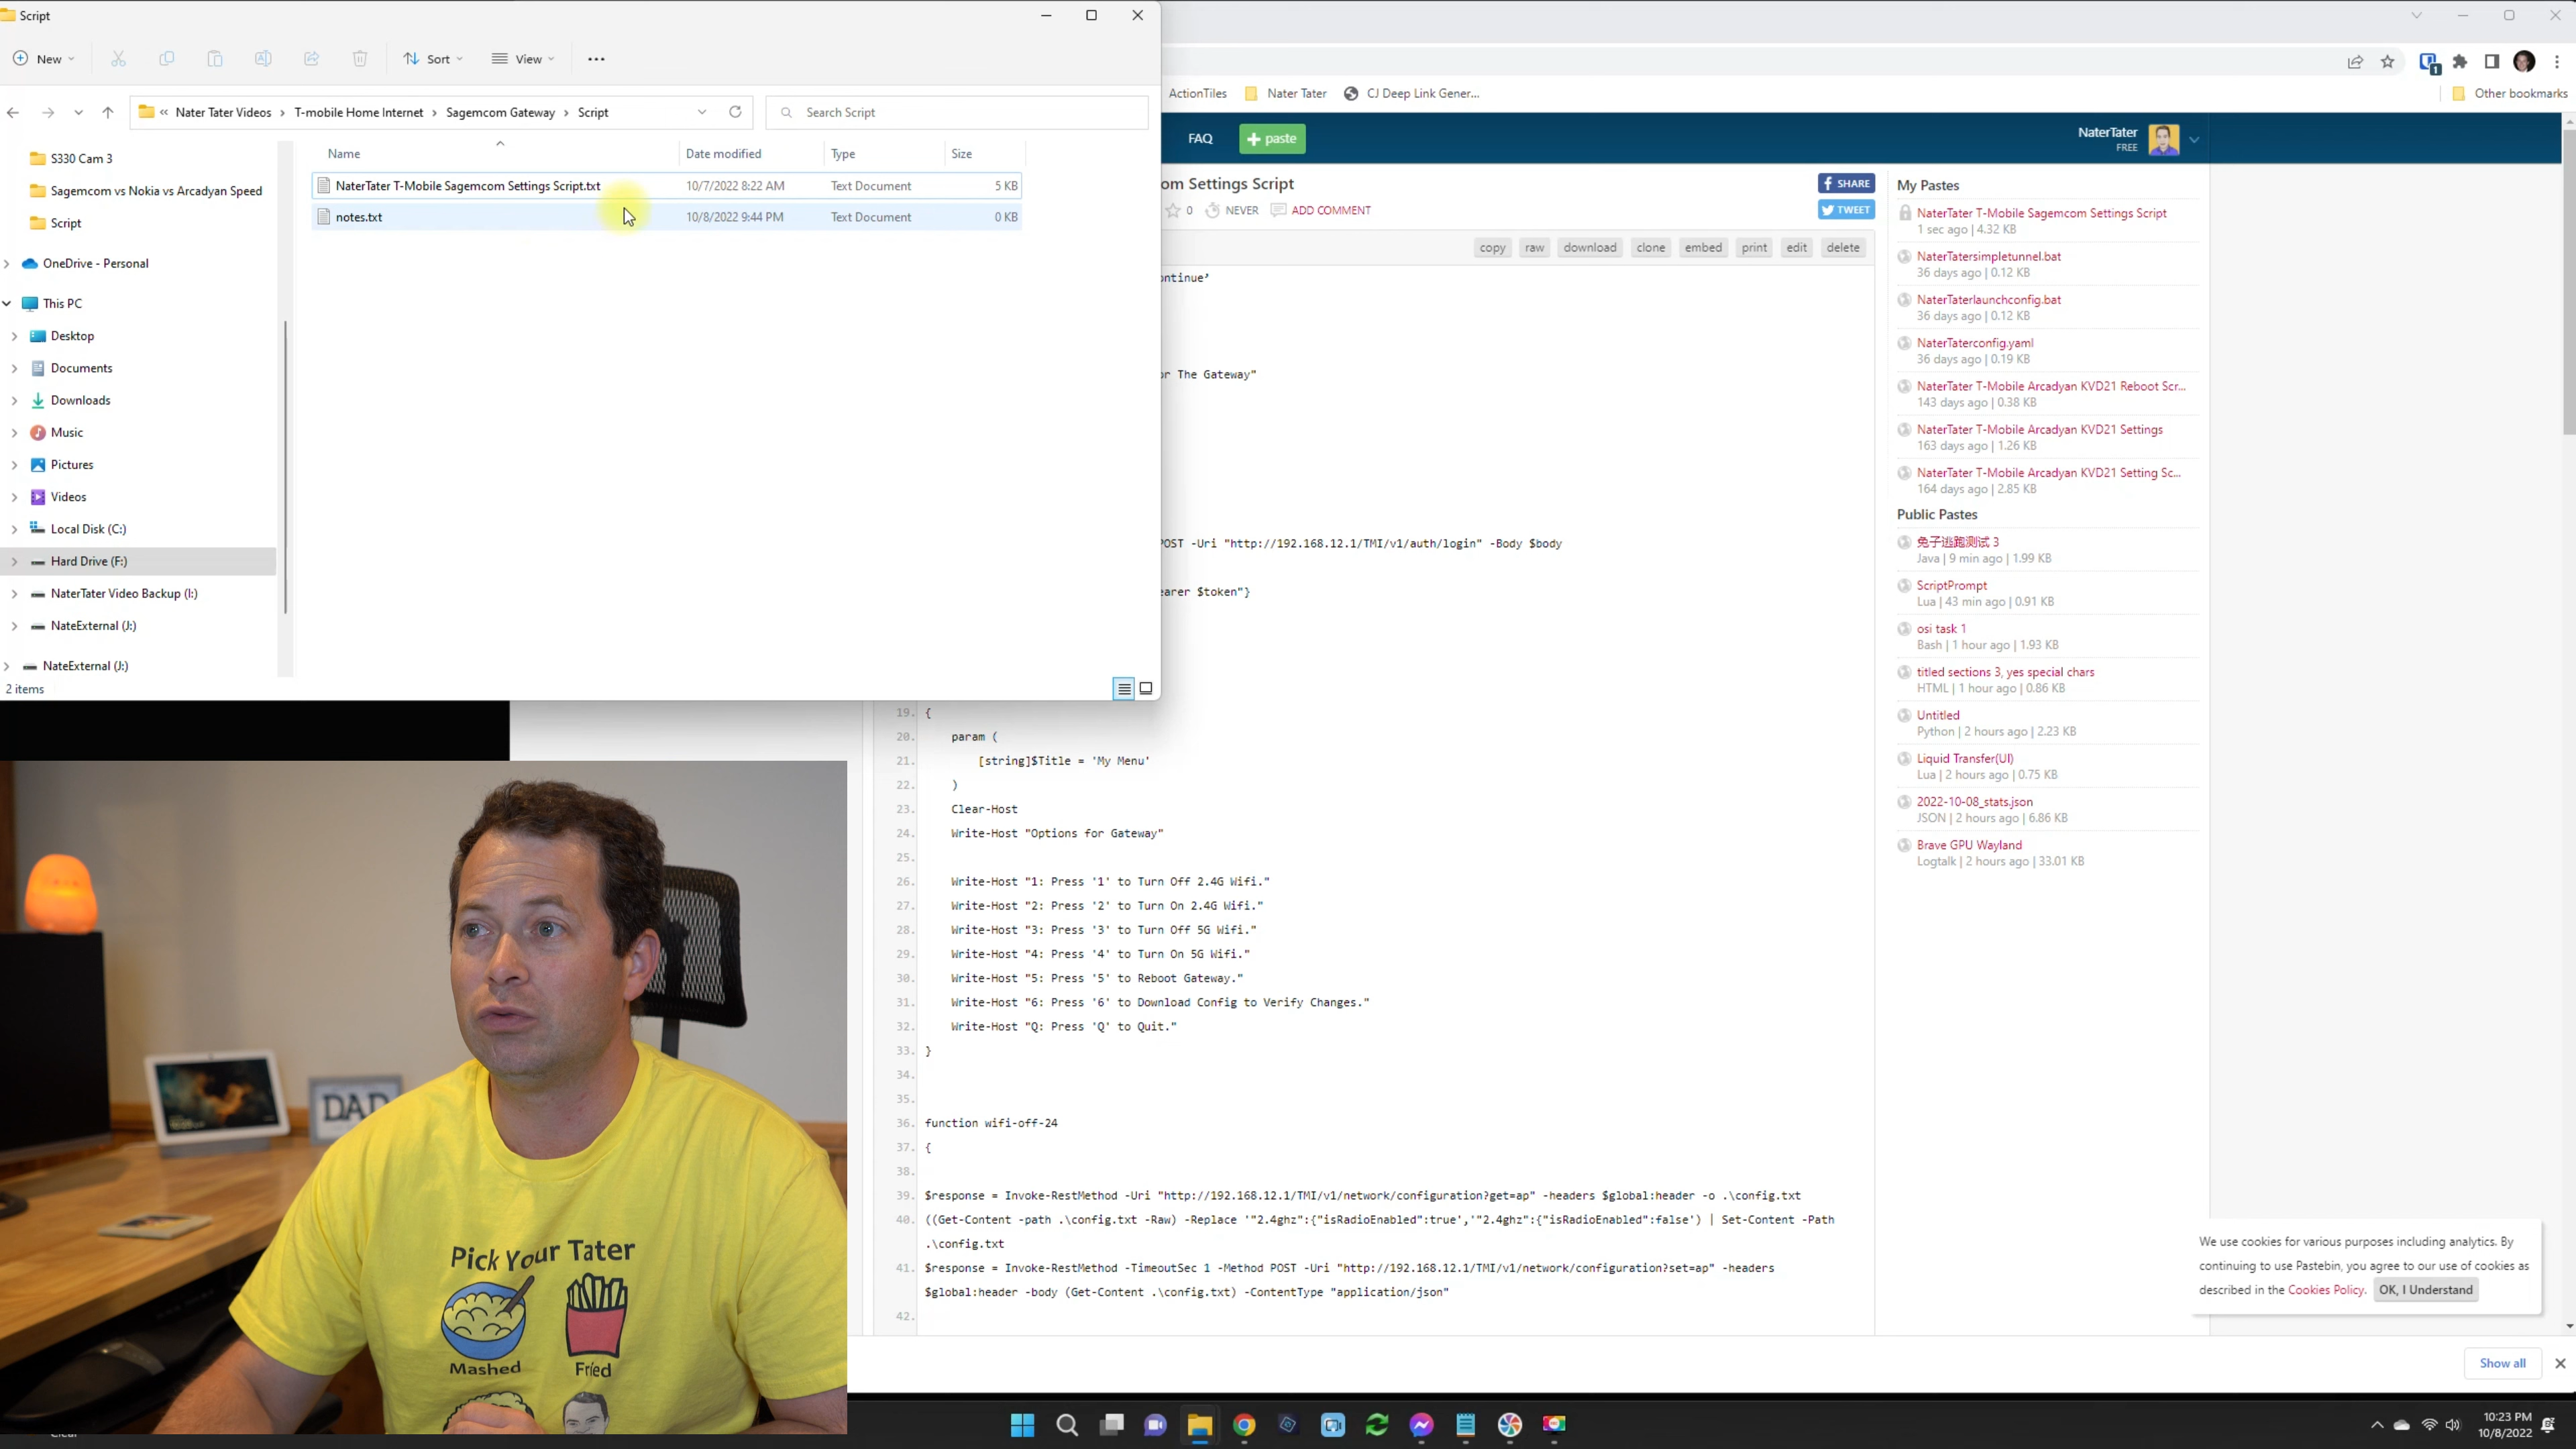 Script
New
Sort
View
«
Nater Tater Videos > T-mobile Home Internet > Sagemcom Gateway > Script
Search Script
S330 Cam 3
Sagemcom vs Nokia vs Arcadyan Speed
Script
OneDrive - Personal
This PC
Desktop
Documents
Downloads
Music
Pictures
Videos
Local Disk (C:)
Hard Drive (F:)
NaterTater Video Backup (I:)
NateExternal (J:)
NateExternal (J:)
2 items
Name Date modified Type Size
NaterTater T-Mobile Sagemcom Settings Script.txt 10/7/2022 8:22 AM Text Document 5 KB
notes.txt 10/8/2022 9:44 PM Text Document 0 KB
1
ActionTiles Nater Tater CJ Deep Link Gener... Other bookmarks
FAQ + paste NaterTater
FREE
om Settings Script
SHARE
0 NEVER ADD COMMENT
TWEET
copy raw download clone embed print edit delete
ontinue’
or The Gateway"
POST -Uri "http://192.168.12.1/TMI/v1/auth/login" -Body $body
earer $token"}
19. {
20. param (
21. [string]$Title = 'My Menu'
22. )
23. Clear-Host
24. Write-Host "Options for Gateway"
25.
26. Write-Host "1: Press '1' to Turn Off 2.4G Wifi."
27. Write-Host "2: Press '2' to Turn On 2.4G Wifi."
28. Write-Host "3: Press '3' to Turn Off 5G Wifi."
29. Write-Host "4: Press '4' to Turn On 5G Wifi."
30. Write-Host "5: Press '5' to Reboot Gateway."
31. Write-Host "6: Press '6' to Download Config to Verify Changes."
32. Write-Host "Q: Press 'Q' to Quit."
33. }
34.
35.
36. function wifi-off-24
37. {
38.
39. $response = Invoke-RestMethod -Uri "http://192.168.12.1/TMI/v1/network/configuration?get=ap" -headers $global:header -o .\config.txt
40. ((Get-Content -path .\config.txt -Raw) -Replace '"2.4ghz":{"isRadioEnabled":true','"2.4ghz":{"isRadioEnabled":false') | Set-Content -Path
.\config.txt
41. $response = Invoke-RestMethod -TimeoutSec 1 -Method POST -Uri "http://192.168.12.1/TMI/v1/network/configuration?set=ap" -headers
$global:header -body (Get-Content .\config.txt) -ContentType "application/json"
42.
My Pastes
NaterTater T-Mobile Sagemcom Settings Script
1 sec ago | 4.32 KB
NaterTatersimpletunnel.bat
36 days ago | 0.12 KB
NaterTaterlaunchconfig.bat
36 days ago | 0.12 KB
NaterTaterconfig.yaml
36 days ago | 0.19 KB
NaterTater T-Mobile Arcadyan KVD21 Reboot Scr...
143 days ago | 0.38 KB
NaterTater T-Mobile Arcadyan KVD21 Settings
163 days ago | 1.26 KB
NaterTater T-Mobile Arcadyan KVD21 Setting Sc...
164 days ago | 2.85 KB
Public Pastes
兔子逃跑测试 3
Java | 9 min ago | 1.99 KB
ScriptPrompt
Lua | 43 min ago | 0.91 KB
osi task 1
Bash | 1 hour ago | 1.93 KB
titled sections 3, yes special chars
HTML | 1 hour ago | 0.86 KB
Untitled
Python | 2 hours ago | 2.23 KB
Liquid Transfer(UI)
Lua | 2 hours ago | 0.75 KB
2022-10-08_stats.json
JSON | 2 hours ago | 6.86 KB
Brave GPU Wayland
Logtalk | 2 hours ago | 33.01 KB
We use cookies for various purposes including analytics. By
continuing to use Pastebin, you agree to our use of cookies as
described in the Cookies Policy. OK, I Understand
Show all
DAD
Pick Your Tater
Mashed Fried
Clear
10:23 PM
10/8/2022